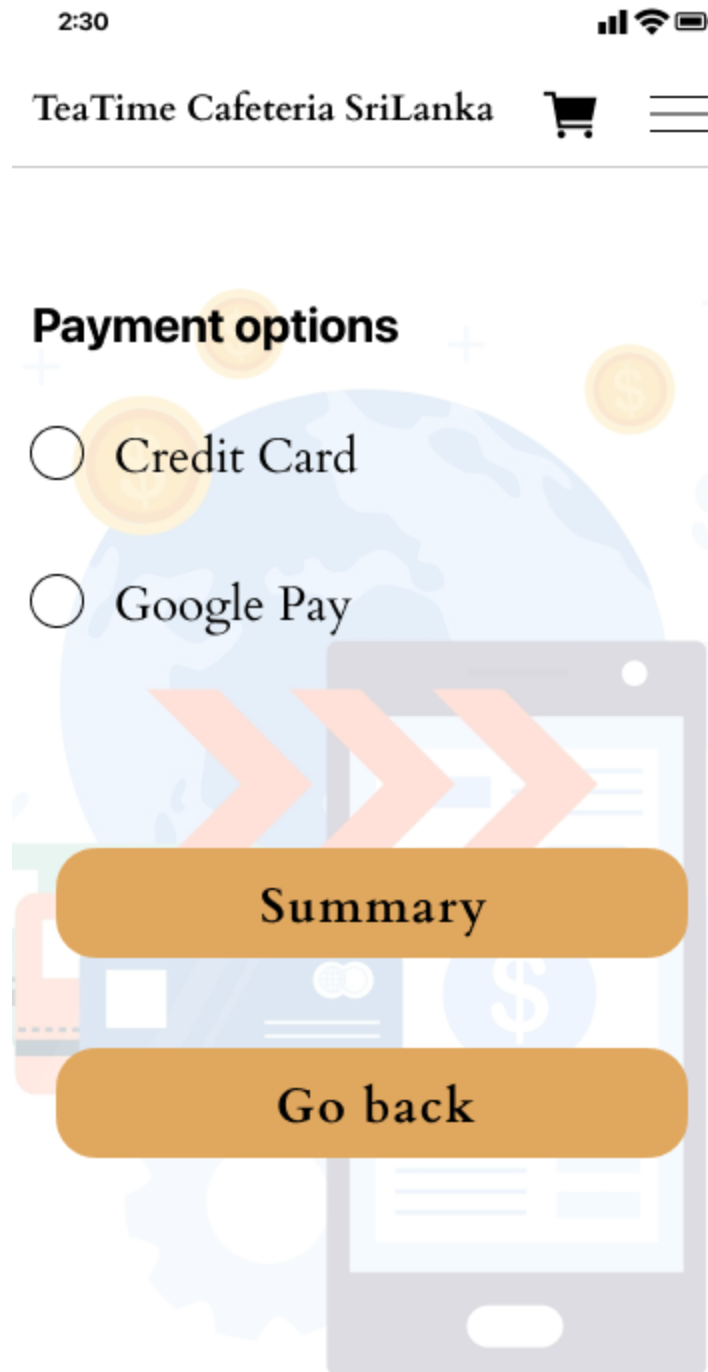 2:30
TeaTime Cafeteria SriLanka
Payment options
Credit Card
Google Pay
Summary
$
Go back